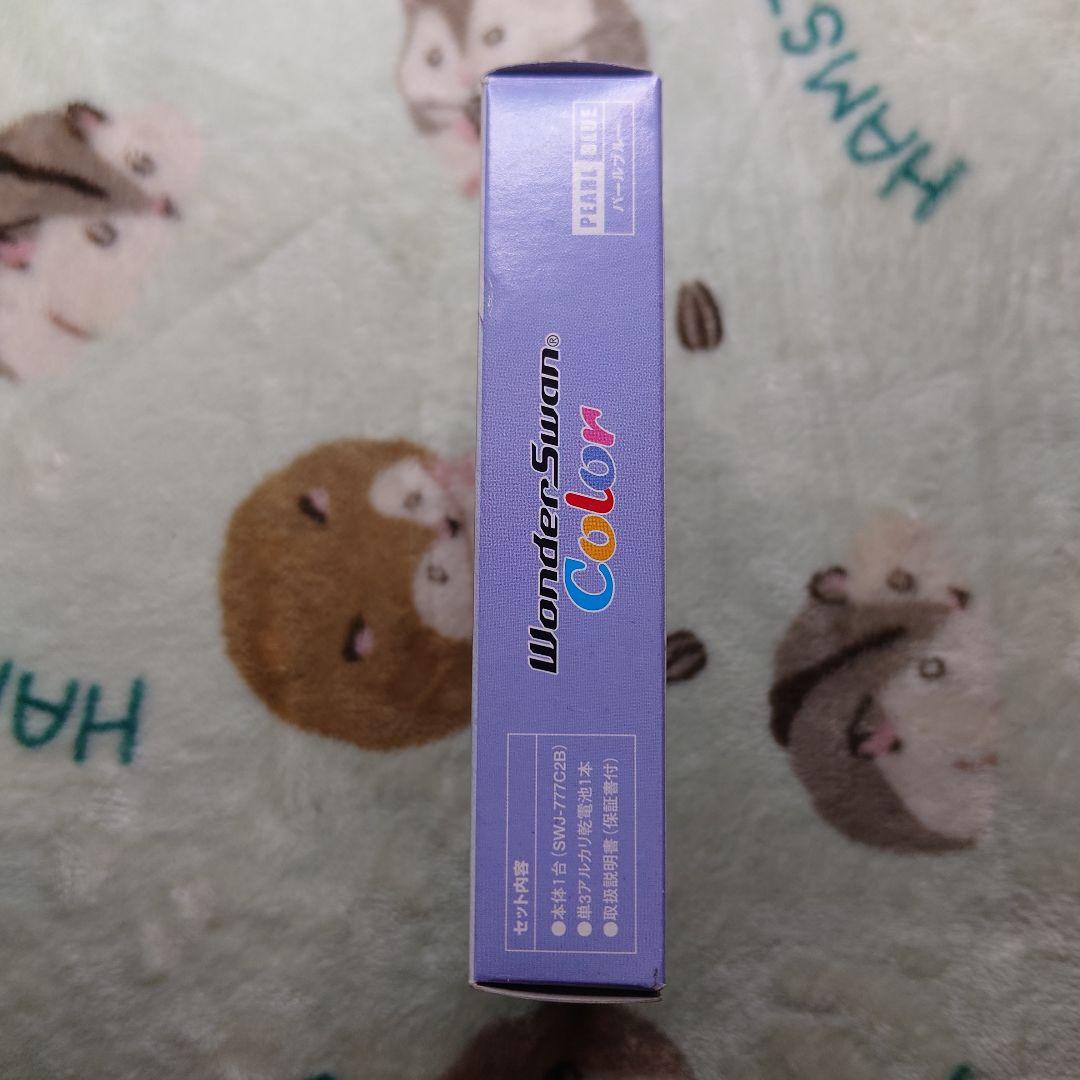 セット内容
●本体1台(SWJ-777C2B)
●単3アルカリ乾電池1本
●取扱説明書(保証書付)
WonderSwan®
Color
PEARL BLUE
パールブルー
HAMS
HA